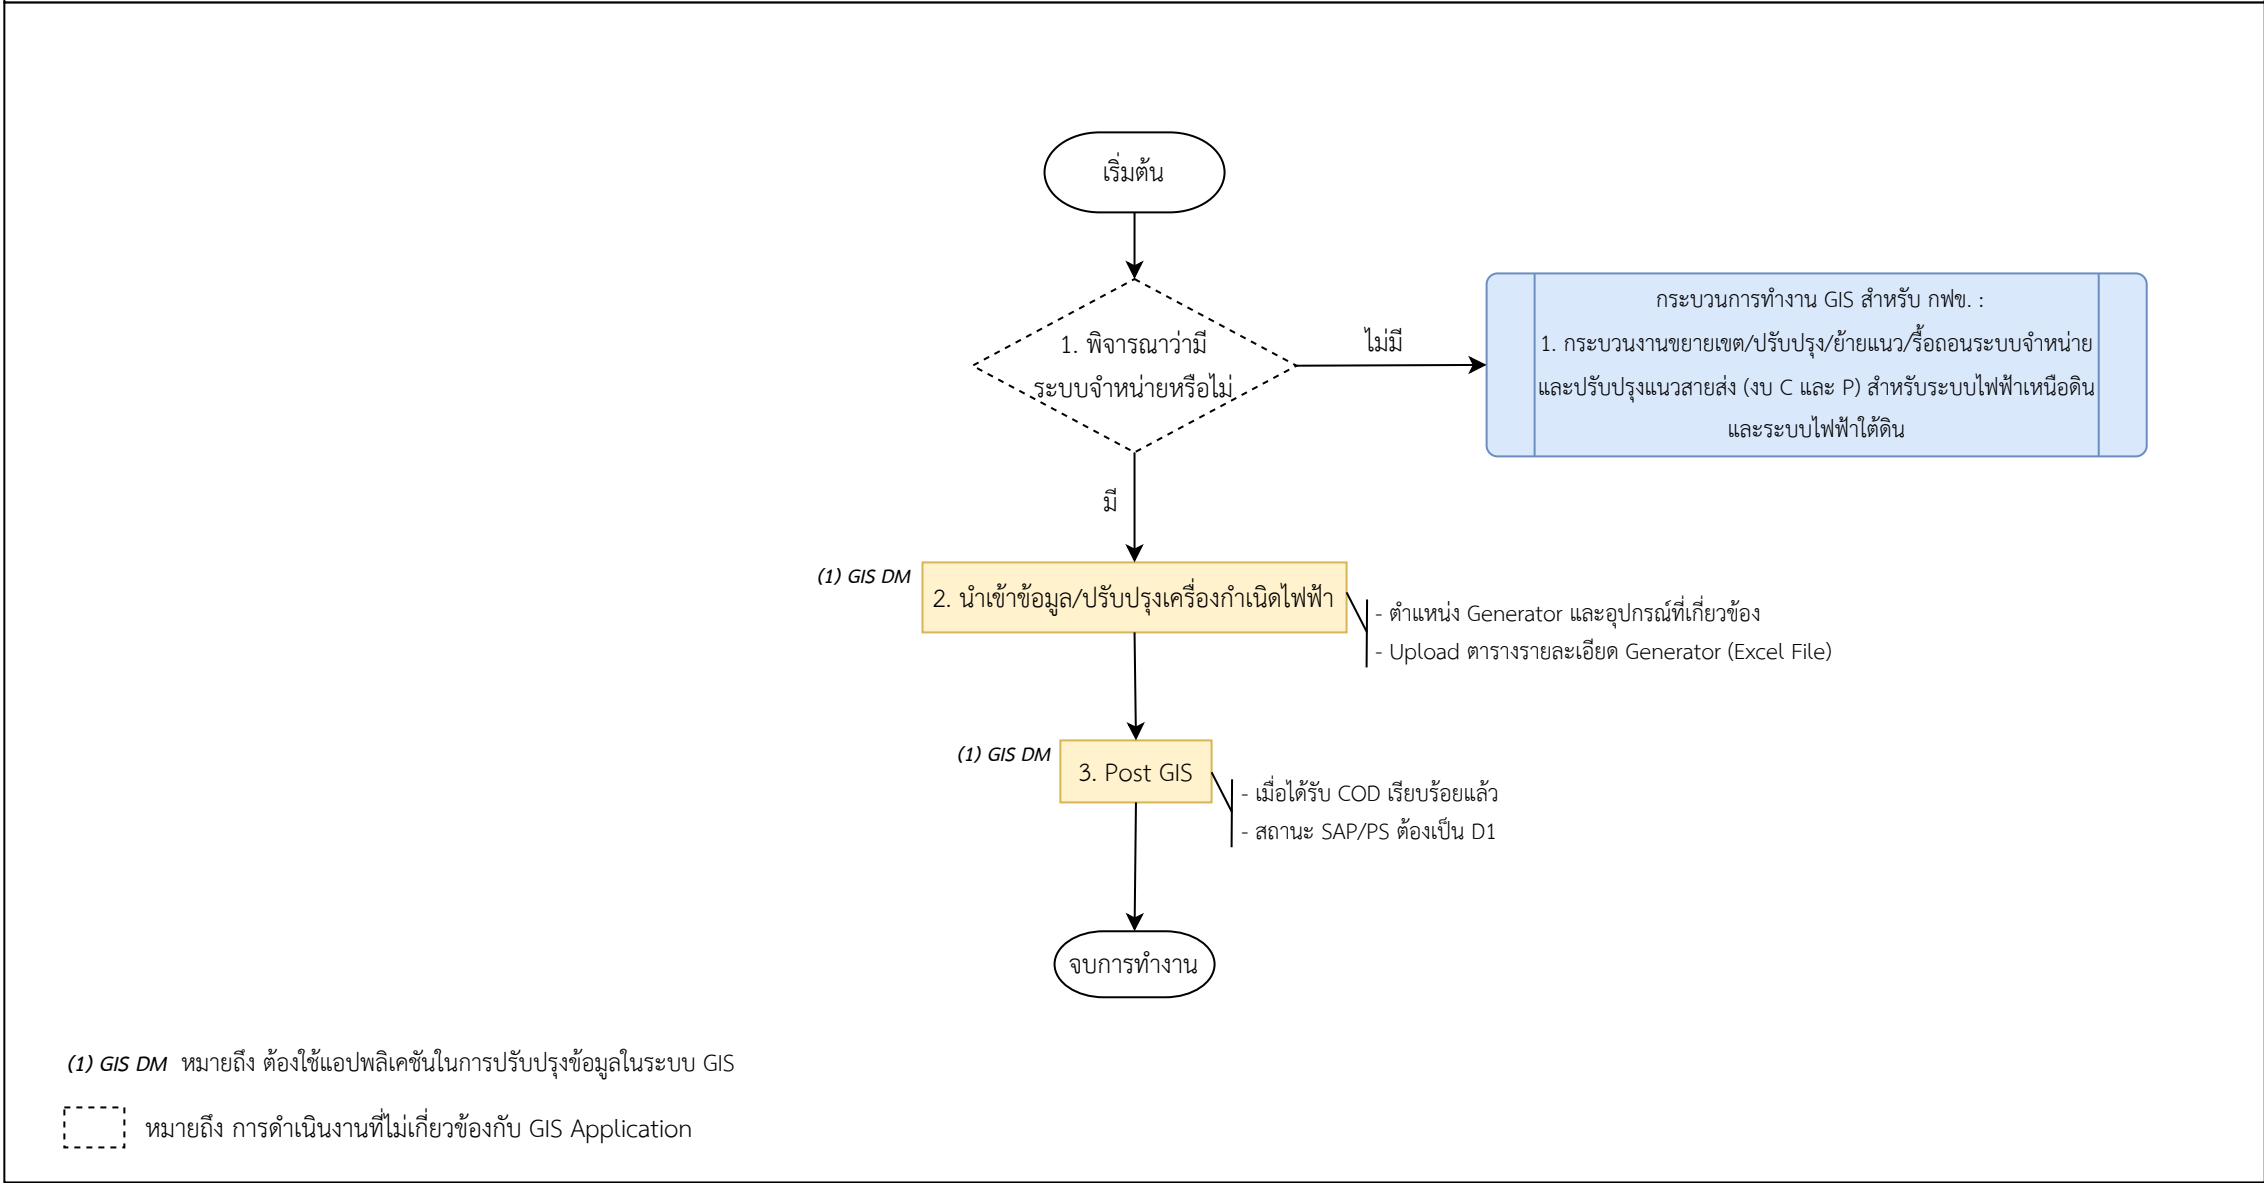 เริ่มต้น
1. พิจารณาว่ามี
ระบบจำหน่ายหรือไม่
ไม่มี
กระบวนการทำงาน GIS สำหรับ กฟข. :
1. กระบวนงานขยายเขต/ปรับปรุง/ย้ายแนว/รื้อถอนระบบจำหน่าย
และปรับปรุงแนวสายส่ง (งบ C และ P) สำหรับระบบไฟฟ้าเหนือดิน
และระบบไฟฟ้าใต้ดิน
มี
(1) GIS DM
2. นำเข้าข้อมูล/ปรับปรุงเครื่องกำเนิดไฟฟ้า
- ตำแหน่ง Generator และอุปกรณ์ที่เกี่ยวข้อง
- Upload ตารางรายละเอียด Generator (Excel File)
(1) GIS DM
3. Post GIS
- เมื่อได้รับ COD เรียบร้อยแล้ว
- สถานะ SAP/PS ต้องเป็น D1
จบการทำงาน
(1) GIS DM หมายถึง ต้องใช้แอปพลิเคชันในการปรับปรุงข้อมูลในระบบ GIS
หมายถึง การดำเนินงานที่ไม่เกี่ยวข้องกับ GIS Application